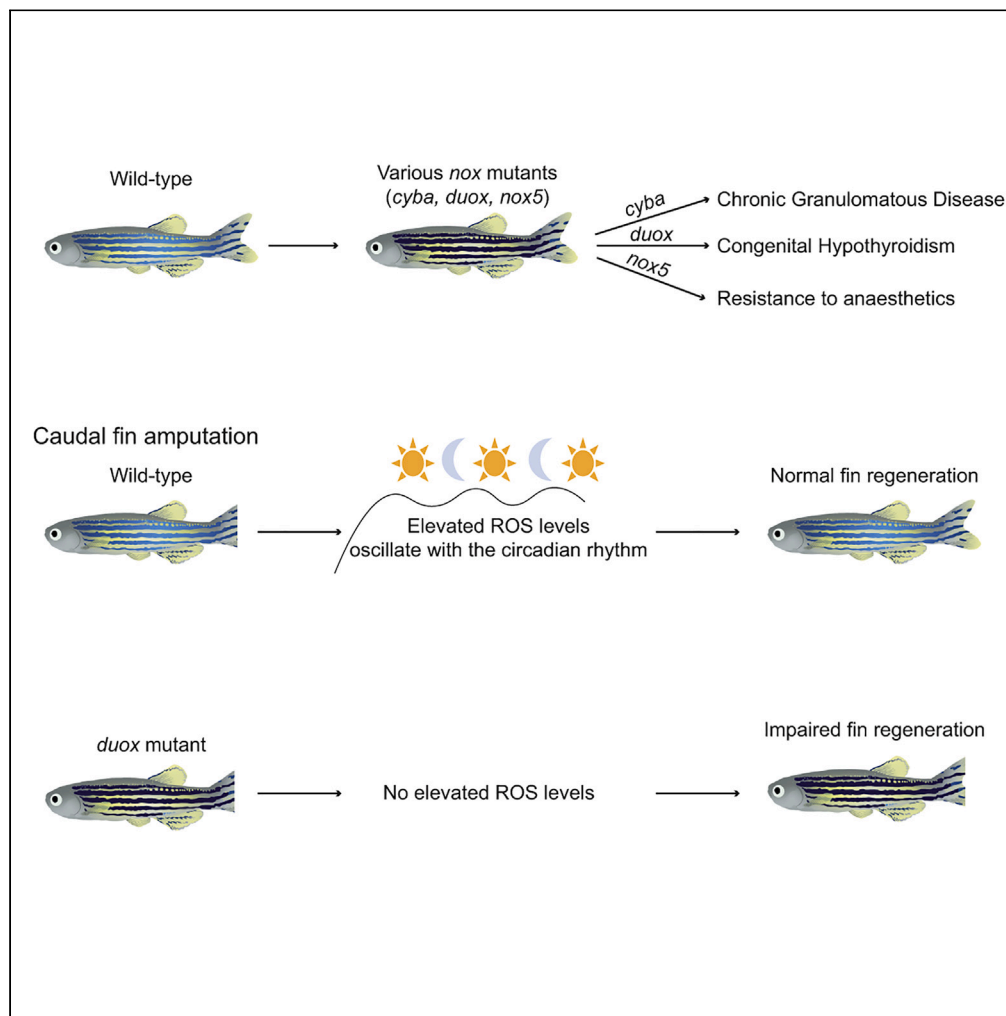 Wild-type
Various nox mutants
(cyba, duox, nox5)
cyba
Chronic Granulomatous Disease
duox
Congenital Hypothyroidism
nox5
Resistance to anaesthetics
Caudal fin amputation
Wild-type
Elevated ROS levels
oscillate with the circadian rhythm
Normal fin regeneration
duox mutant
No elevated ROS levels
Impaired fin regeneration